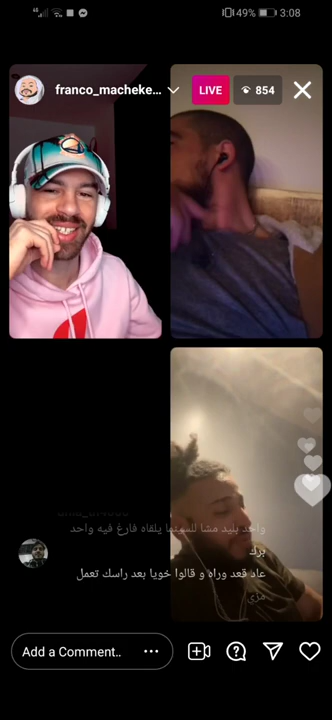 49% 3:08
franco_macheke... LIVE 854
واحد بليد مشا للسينما يلقاه فارغ فيه واحد
برك
عاد قعد وراه و قالوا خويا بعد راسك تعمل
مزي
Add a Comment..